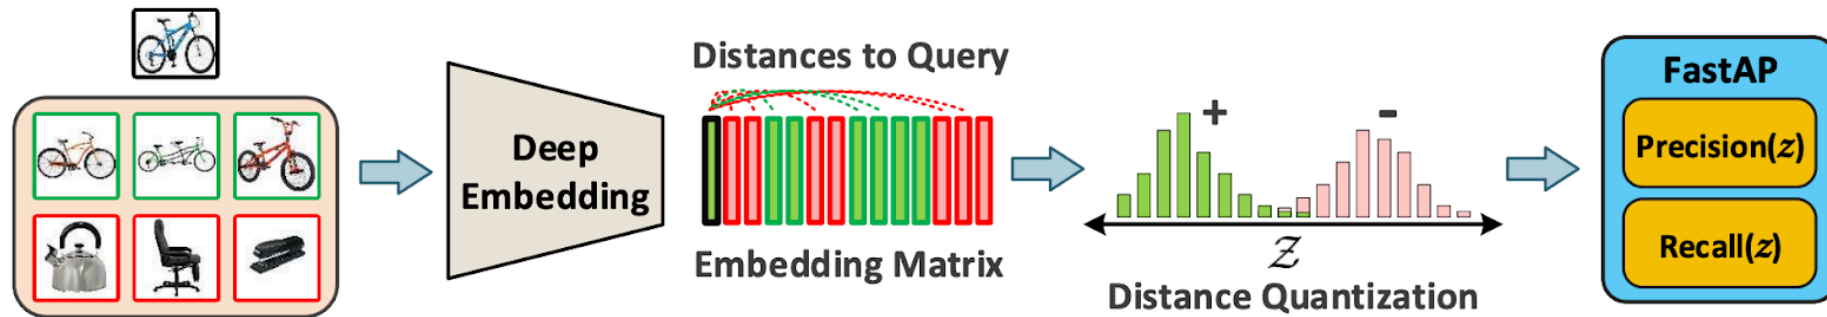 Deep
Embedding
Distances to Query
Embedding Matrix
+
-
𝒵
Distance Quantization
FastAP
Precision(z)
Recall(z)